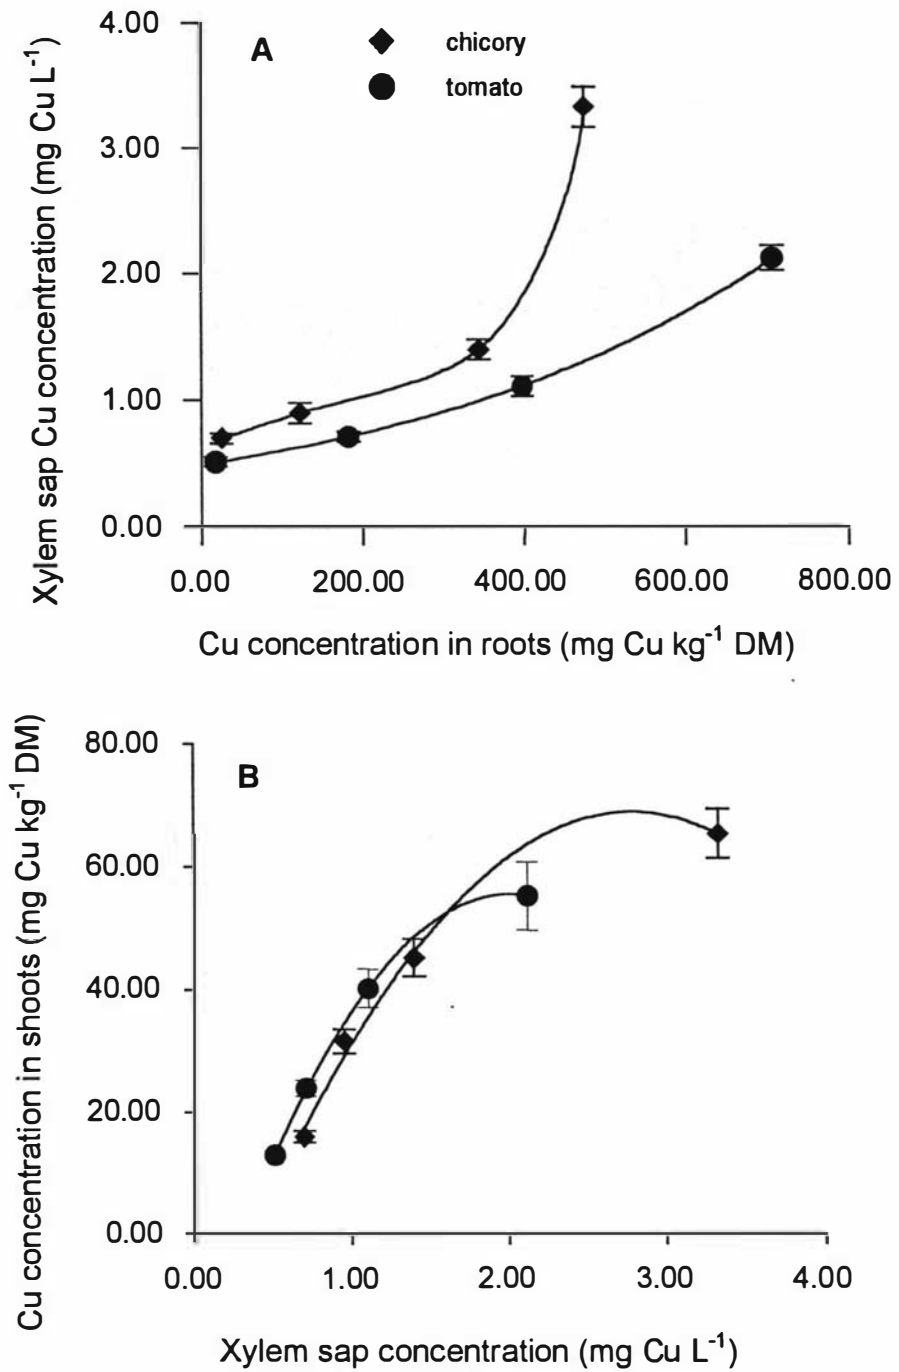 4.00
A
chicory
tomato
3.00
2.00
1.00
0.00
0.00 200.00 400.00 600.00 800.00
Xylem sap Cu concentration (mg Cu L⁻¹)
Cu concentration in roots (mg Cu kg⁻¹ DM)
80.00
B
60.00
40.00
20.00
0.00
0.00 1.00 2.00 3.00 4.00
Cu concentration in shoots (mg Cu kg⁻¹ DM)
Xylem sap concentration (mg Cu L⁻¹)